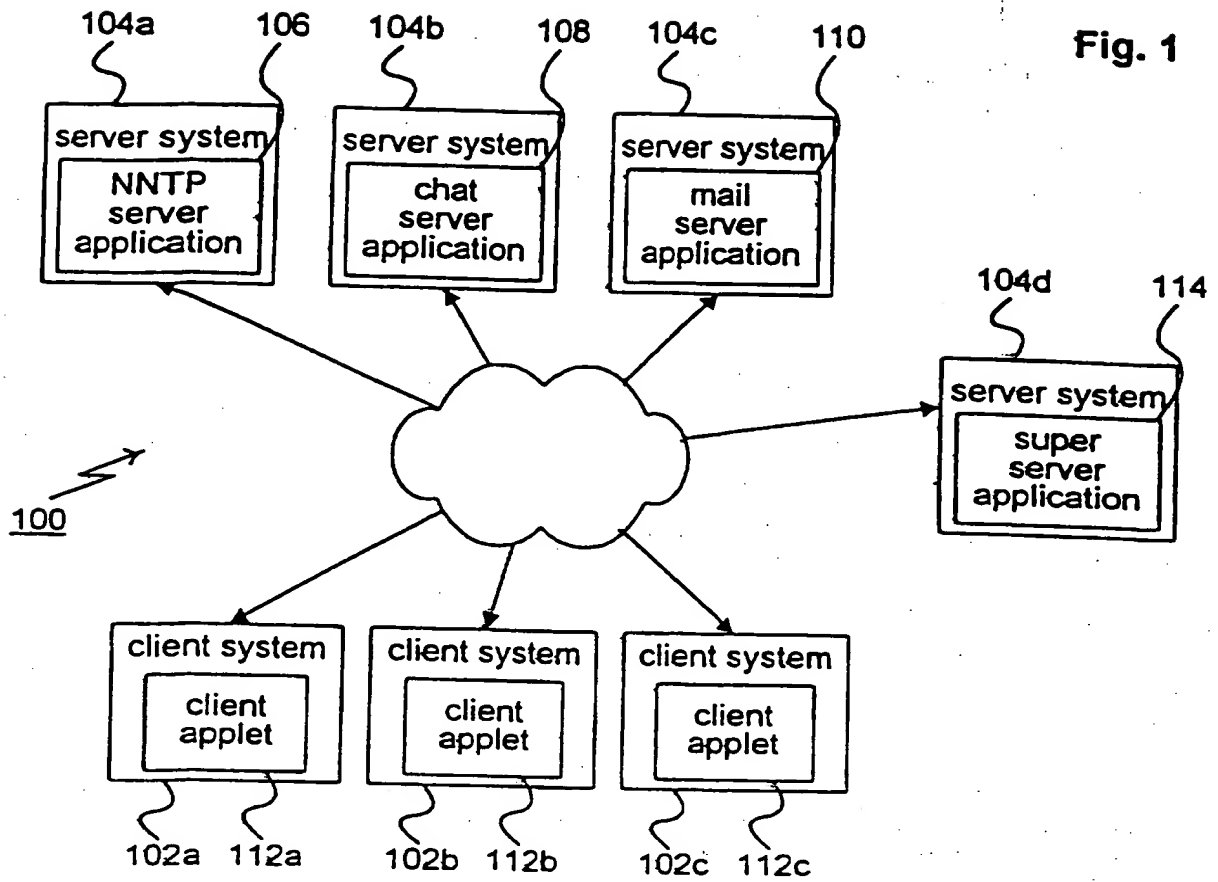 104a 106 104b 108 104c 110 Fig. 1
server system
NNTP
server
application
server system
chat
server
application
server system
mail
server
application
104d 114
server system
super
server
application
100
client system
client
applet
client system
client
applet
client system
client
applet
102a 112a 102b 112b 102c 112c